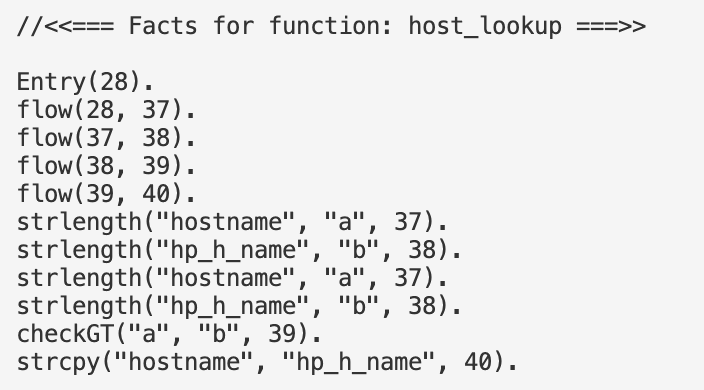 //<<=== Facts for function: host_lookup ===>>
Entry(28).
flow(28, 37).
flow(37, 38).
flow(38, 39).
flow(39, 40).
strlength("hostname", "a", 37).
strlength("hp_h_name", "b", 38).
strlength("hostname", "a", 37).
strlength("hp_h_name", "b", 38).
checkGT("a", "b", 39).
strcpy("hostname", "hp_h_name", 40).